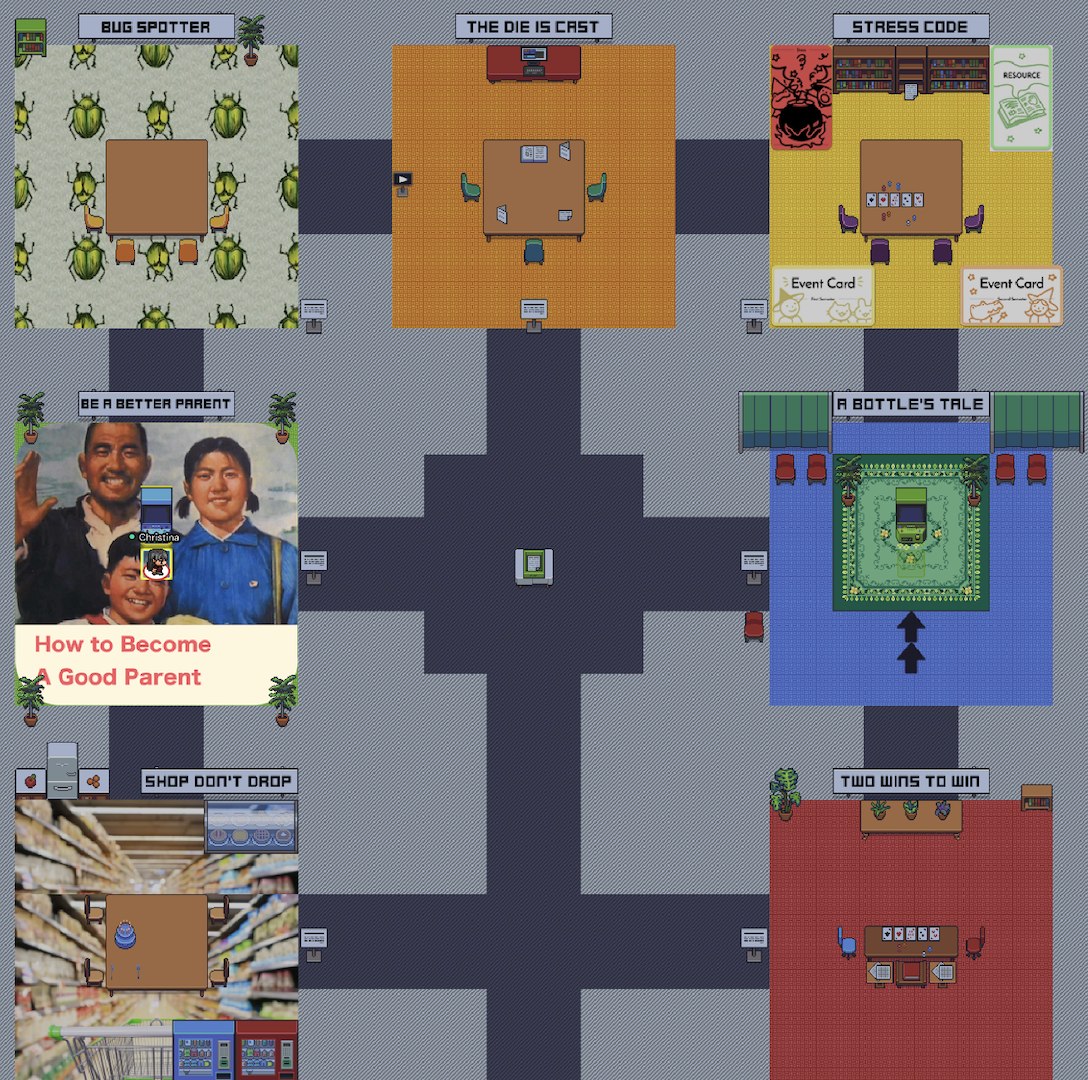 BUG SPOTTER
THE DIE IS CAST
STRESS CODE
RESOURCE
Event Card
Event Card
BE A BETTER PARENT
A BOTTLE'S TALE
Christina
How to Become
A Good Parent
SHOP DON'T DROP
TWO WINS TO WIN